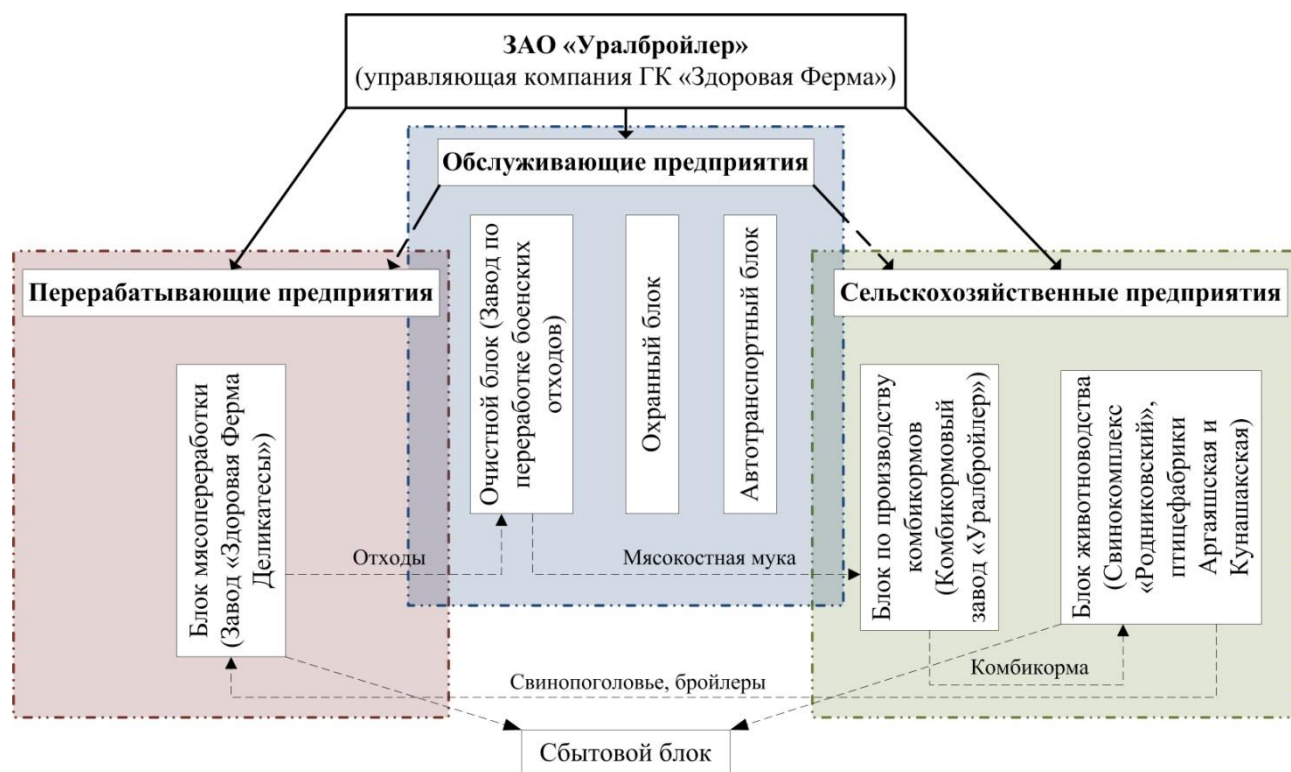 ЗАО «Уралбройлер»
(управляющая компания ГК «Здоровая Ферма»)
Обслуживающие предприятия
Перерабатывающие предприятия
Сельскохозяйственные предприятия
Блок мясопереработки
(Завод «Здоровая Ферма
Деликатесы»)
Очистной блок (Завод по
переработке боенских
отходов)
Охранный блок
Автотранспортный блок
Блок по производству
комбикормов
(Комбикормовый
завод «Уралбройлер»)
Блок животноводства
(Свинокомплекс
«Родниковский»,
птицефабрики
Аргаяшская и
Кунашакская)
Отходы
Мясокостная мука
Комбикорма
Свинопоголовье, бройлеры
Сбытовой блок